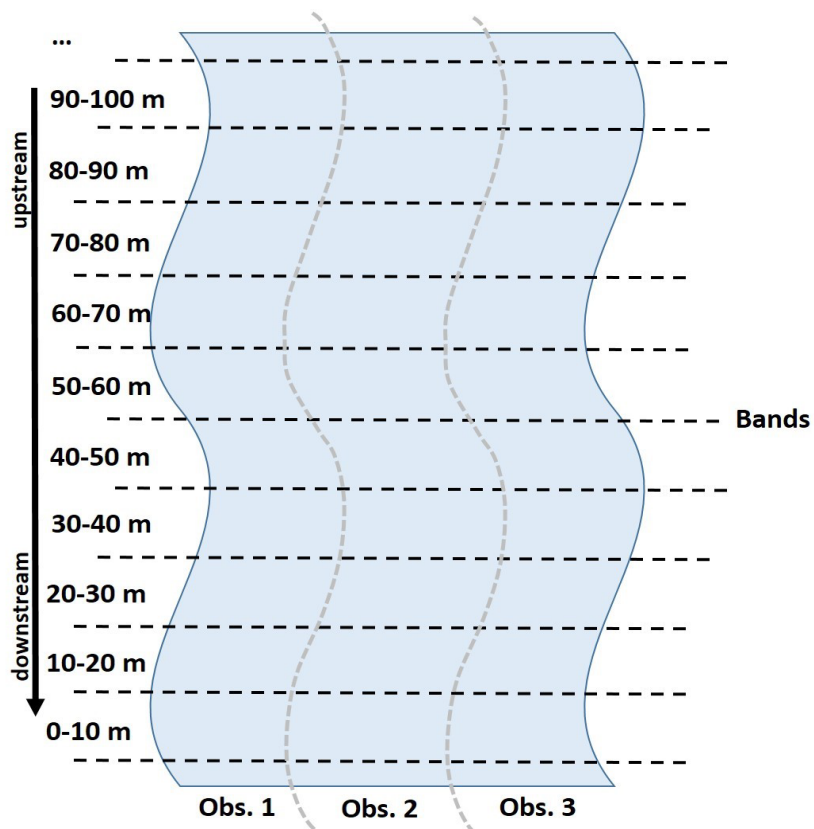 ...
90-100 m
80-90 m
upstream
70-80 m
60-70 m
50-60 m
Bands
40-50 m
30-40 m
20-30 m
downstream
10-20 m
0-10 m
Obs. 1
Obs. 2
Obs. 3